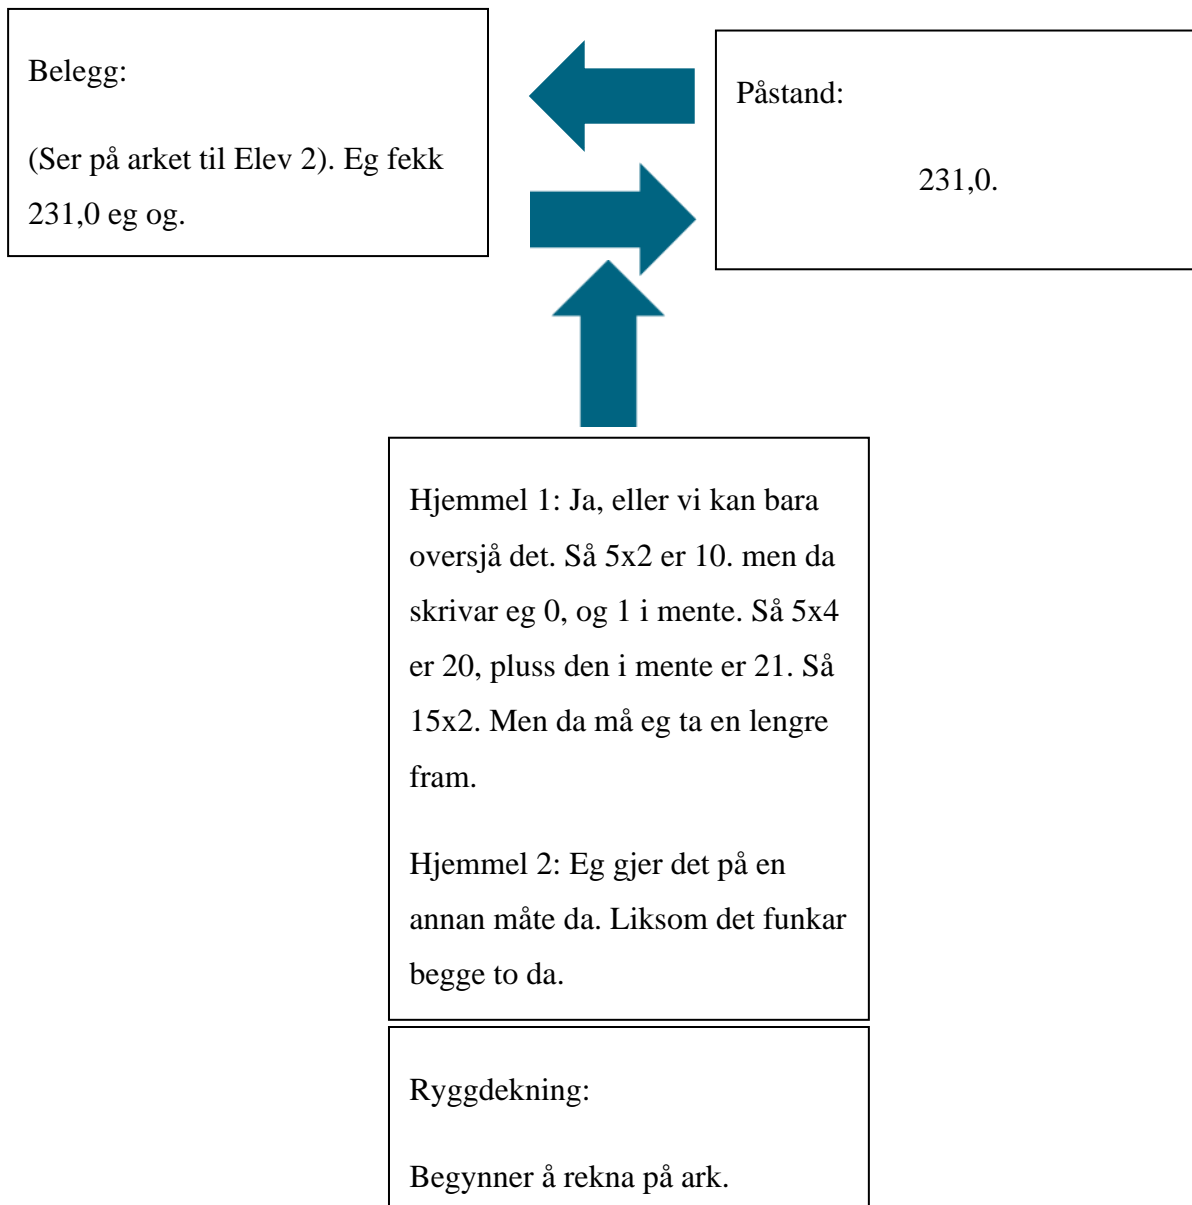 Belegg:
(Ser på arket til Elev 2). Eg fekk
231,0 eg og.
Påstand:
231,0.
Hjemmel 1: Ja, eller vi kan bara
oversjå det. Så 5x2 er 10. men da
skrivar eg 0, og 1 i mente. Så 5x4
er 20, pluss den i mente er 21. Så
15x2. Men da må eg ta en lengre
fram.
Hjemmel 2: Eg gjer det på en
annan måte da. Liksom det funkar
begge to da.
Ryggdekning:
Begynner å rekna på ark.